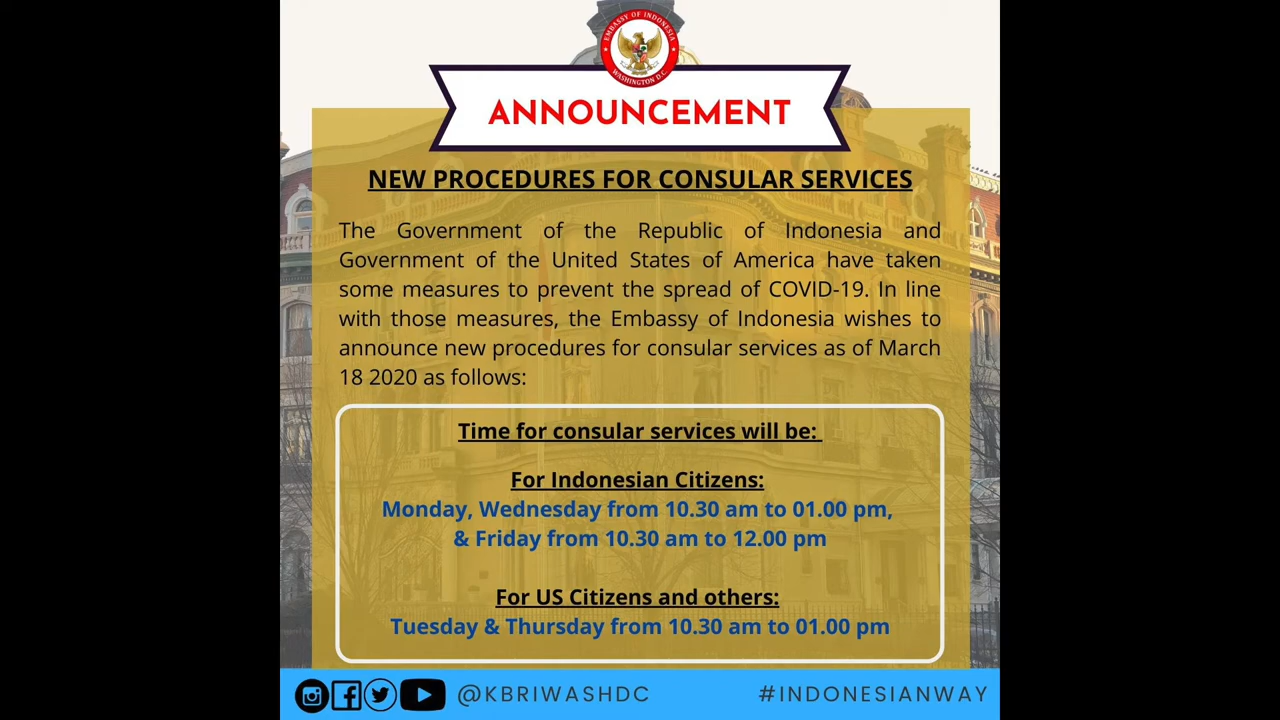 EMBASSY OF INDONESIA
WASHINGTON D.C.
ANNOUNCEMENT
NEW PROCEDURES FOR CONSULAR SERVICES
The Government of the Republic of Indonesia and
Government of the United States of America have taken
some measures to prevent the spread of COVID-19. In line
with those measures, the Embassy of Indonesia wishes to
announce new procedures for consular services as of March
18 2020 as follows:
Time for consular services will be:
For Indonesian Citizens:
Monday, Wednesday from 10.30 am to 01.00 pm,
& Friday from 10.30 am to 12.00 pm
For US Citizens and others:
Tuesday & Thursday from 10.30 am to 01.00 pm
@KBRIWASHDC #INDONESIANWAY